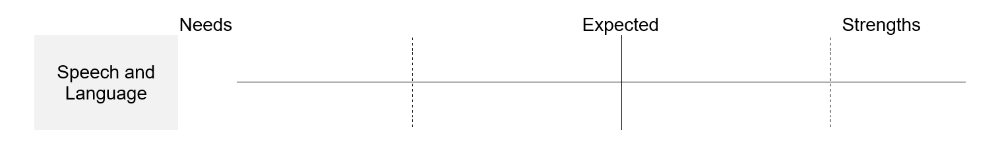 Needs Expected Strengths
Speech and
Language